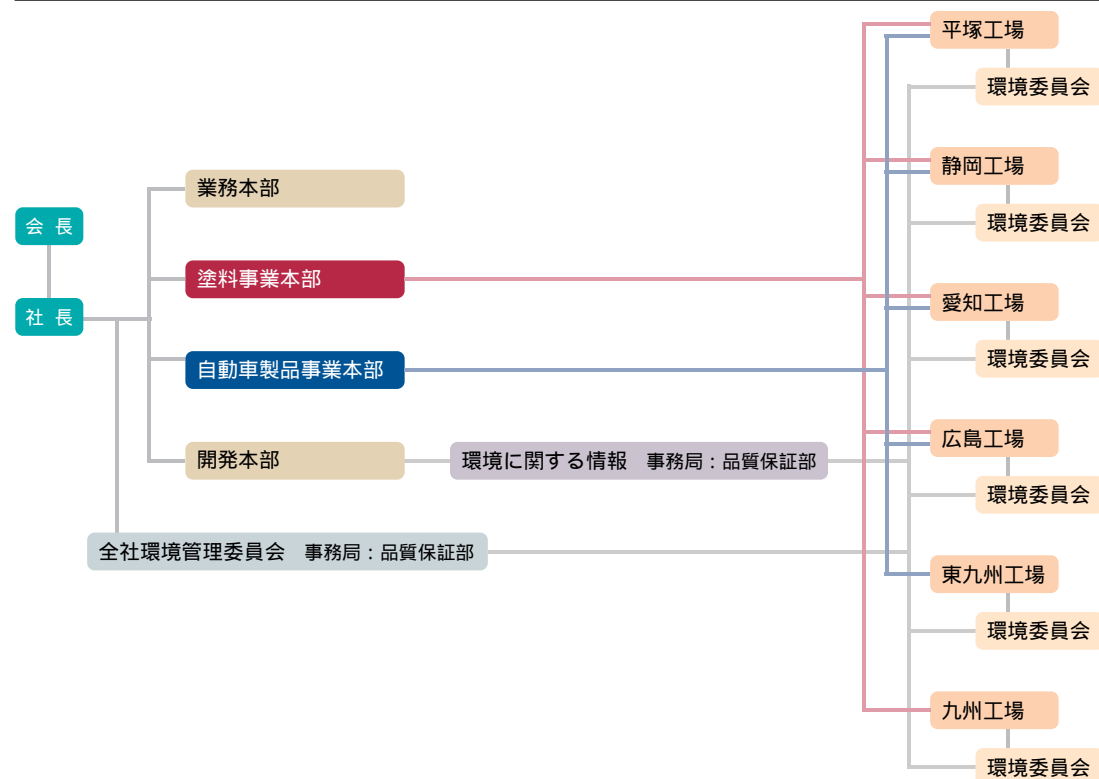 会 長
社 長
業務本部
塗料事業本部
自動車製品事業本部
開発本部
環境に関する情報 事務局：品質保証部
全社環境管理委員会 事務局：品質保証部
平塚工場
環境委員会
静岡工場
環境委員会
愛知工場
環境委員会
広島工場
環境委員会
東九州工場
環境委員会
九州工場
環境委員会